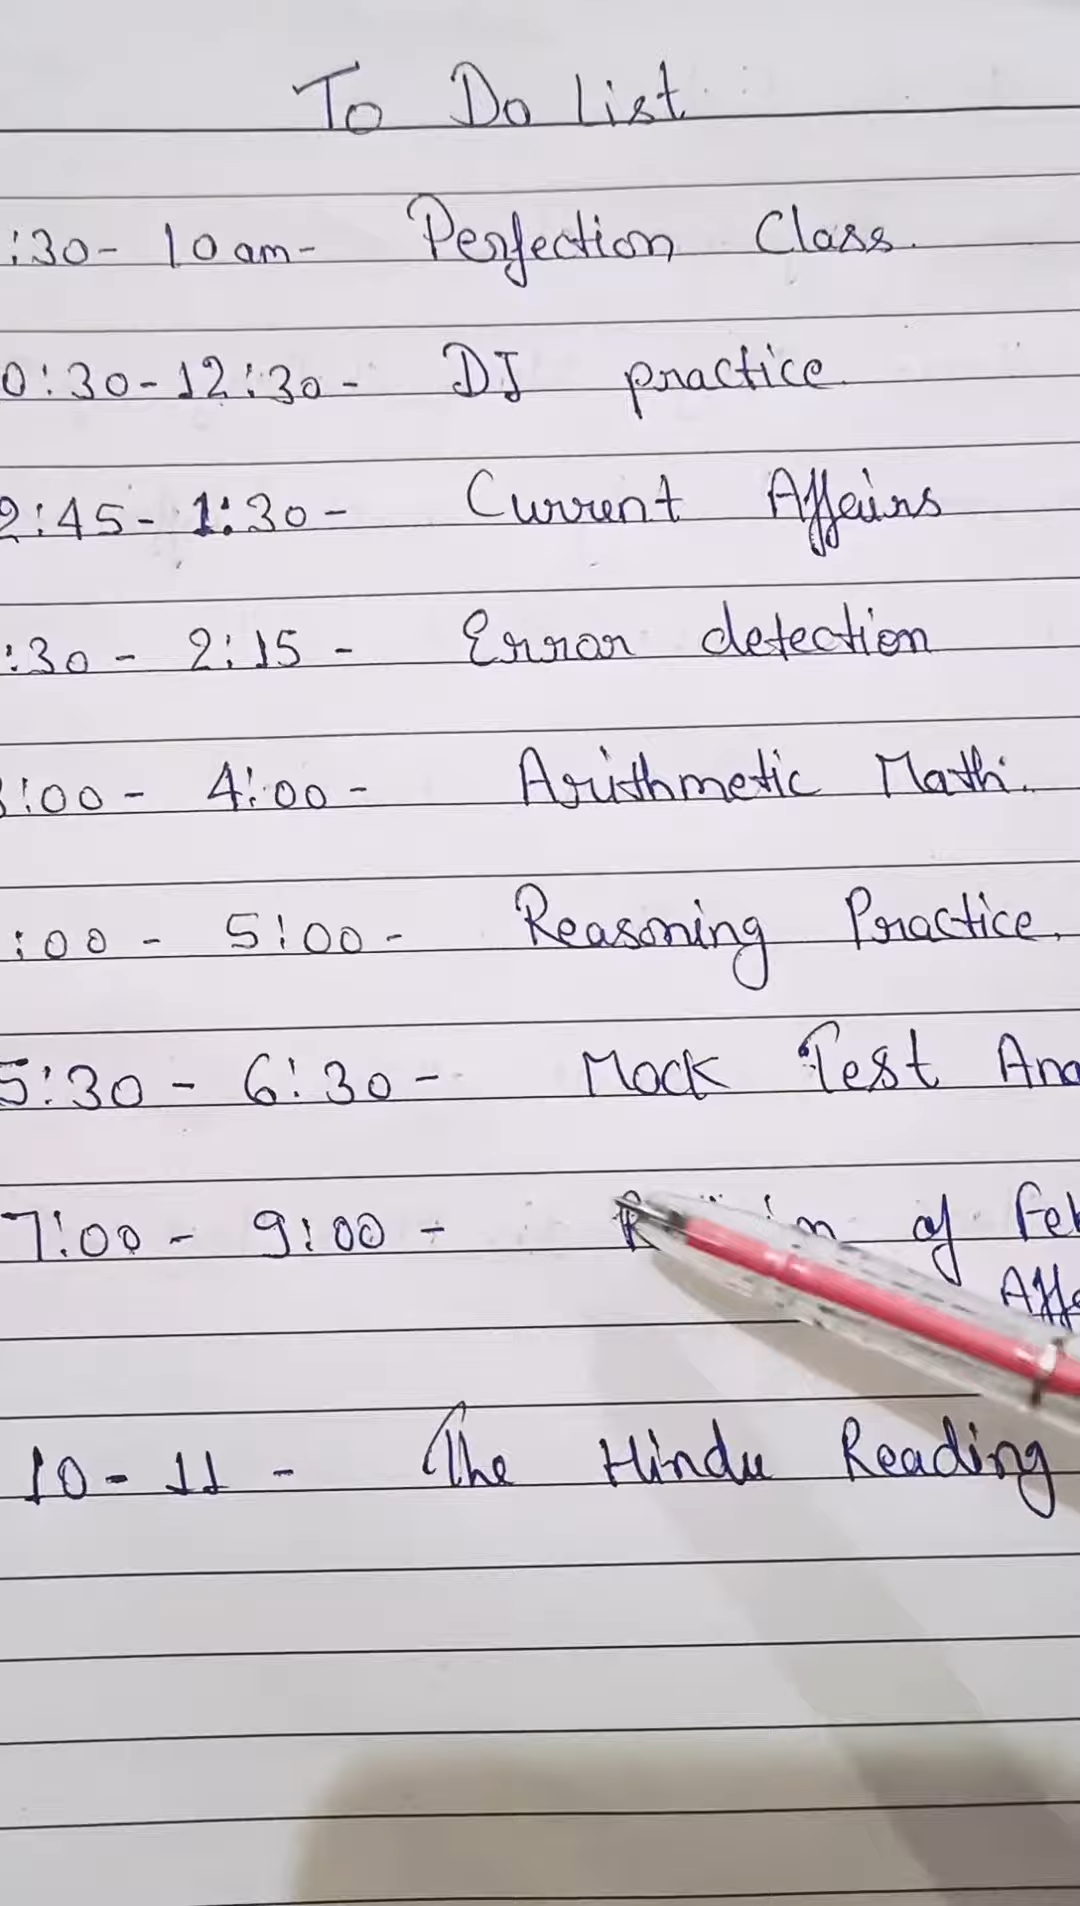 To Do List
:30- 10 am- Perfection Class.
0:30-12:30- DI practice.
2:45- 1:30- Current Affairs
:30 - 2:15 - Error detection
:00 - 4:00 - Arithmetic Math.
:00 - 5:00- Reasoning Practice.
5:30 - 6:30- Mock Test
7:00 - 9:00 - of Feb
10-11 - The Hindu Reading